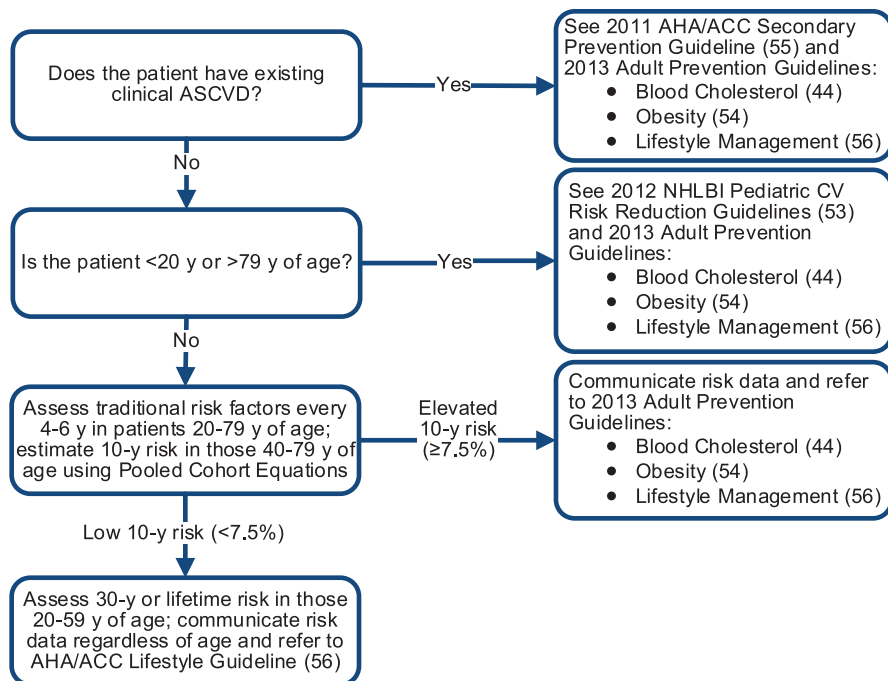 Does the patient have existing
clinical ASCVD?
Yes
See 2011 AHA/ACC Secondary
Prevention Guideline (55) and
2013 Adult Prevention Guidelines:
• Blood Cholesterol (44)
• Obesity (54)
• Lifestyle Management (56)
No
Is the patient <20 y or >79 y of age?
Yes
See 2012 NHLBI Pediatric CV
Risk Reduction Guidelines (53)
and 2013 Adult Prevention
Guidelines:
• Blood Cholesterol (44)
• Obesity (54)
• Lifestyle Management (56)
No
Assess traditional risk factors every
4-6 y in patients 20-79 y of age;
estimate 10-y risk in those 40-79 y of
age using Pooled Cohort Equations
Elevated
10-y risk
(≥7.5%)
Communicate risk data and refer
to 2013 Adult Prevention
Guidelines:
• Blood Cholesterol (44)
• Obesity (54)
• Lifestyle Management (56)
Low 10-y risk (<7.5%)
Assess 30-y or lifetime risk in those
20-59 y of age; communicate risk
data regardless of age and refer to
AHA/ACC Lifestyle Guideline (56)